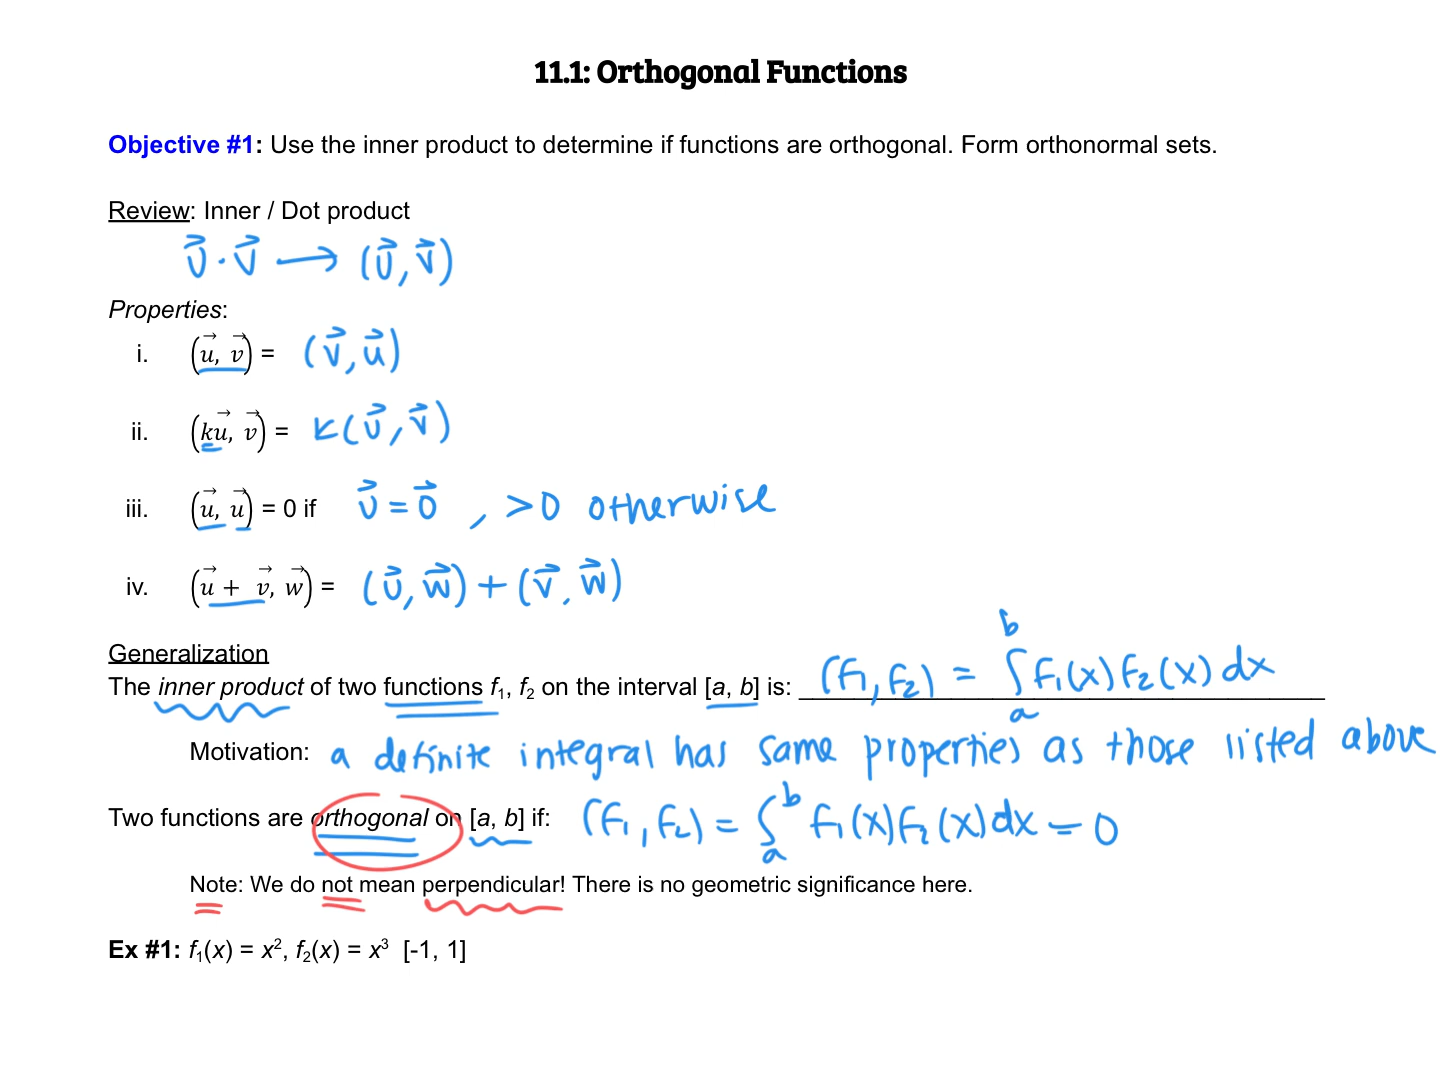 11.1: Orthogonal Functions
Objective #1: Use the inner product to determine if functions are orthogonal. Form orthonormal sets.
Review: Inner / Dot product
u⃗ · v⃗ → (u⃗, v⃗)
Properties:
i. (u⃗, v⃗) = (v⃗, u⃗)
ii. (ku⃗, v⃗) = k(u⃗, v⃗)
iii. (u⃗, u⃗) = 0 if u⃗ = 0⃗ , >0 otherwise
iv. (u⃗ + v⃗, w⃗) = (u⃗, w⃗) + (v⃗, w⃗)
Generalization
The inner product of two functions f₁, f₂ on the interval [a, b] is: (f₁, f₂) = ∫ₐᵇ f₁(x) f₂(x) dx
Motivation: a definite integral has same properties as those listed above
Two functions are orthogonal on [a, b] if: (f₁, f₂) = ∫ₐᵇ f₁(x) f₂(x) dx = 0
Note: We do not mean perpendicular! There is no geometric significance here.
Ex #1: f₁(x) = x², f₂(x) = x³ [-1, 1]